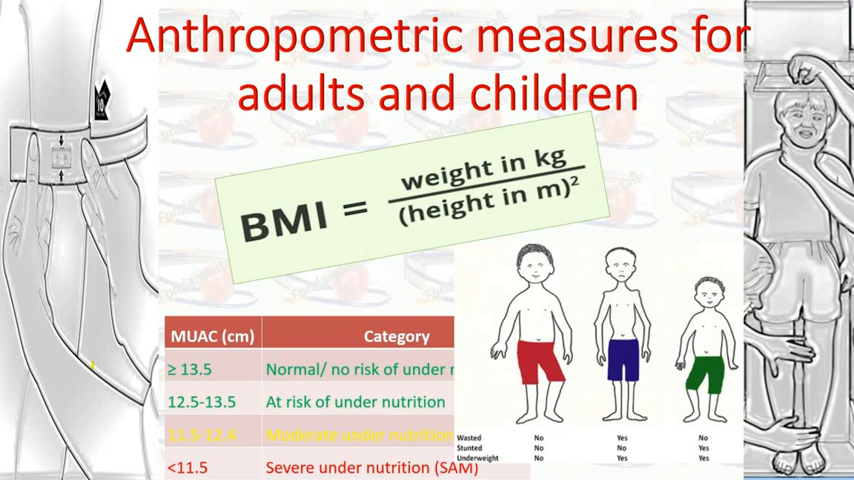 Anthropometric measures for
adults and children
BMI = weight in kg
(height in m)²
MUAC (cm) Category
≥ 13.5 Normal/ no risk of under
12.5-13.5 At risk of under nutrition
11.5-12.4 Moderate under nutrition
<11.5 Severe under nutrition (SAM)
Wasted No Yes No
Stunted No No Yes
Underweight No Yes Yes